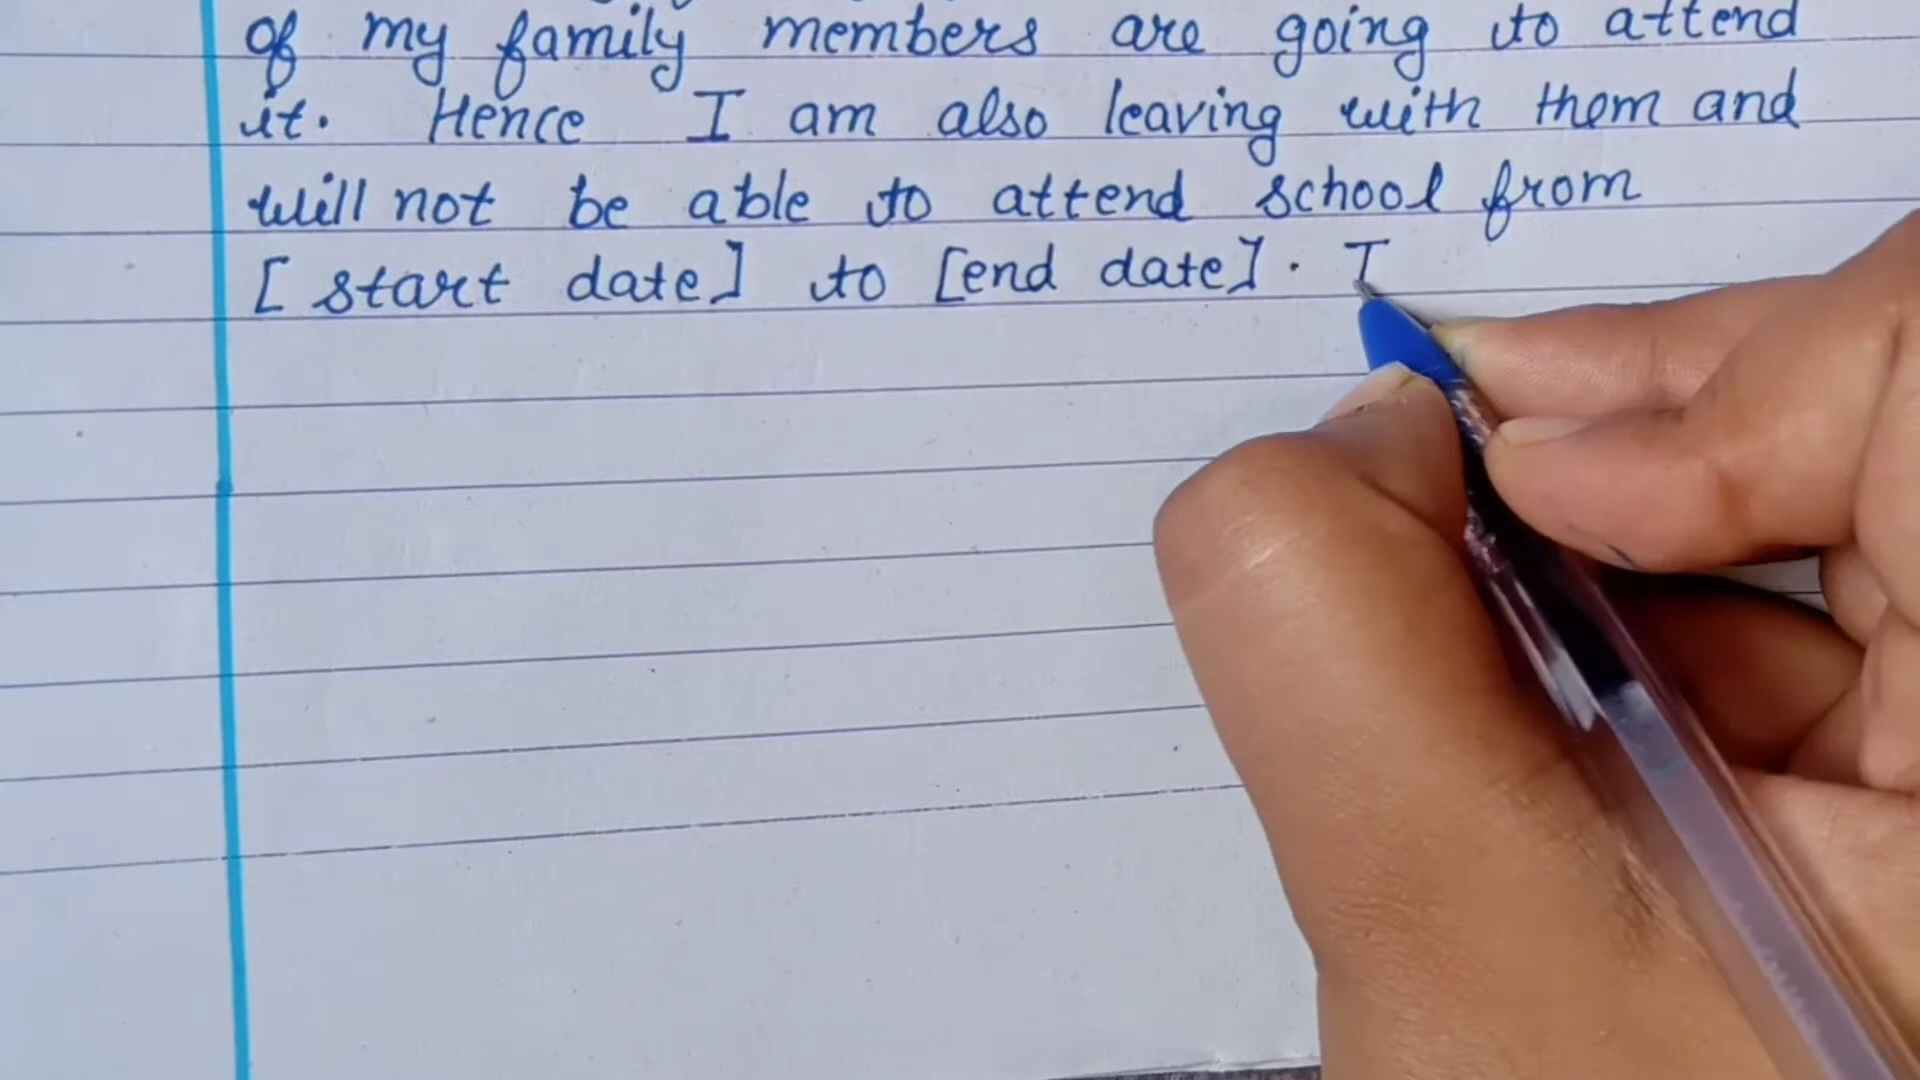 of my family members are going to attend
it. Hence I am also leaving with them and
will not be able to attend school from
[start date] to [end date]. I